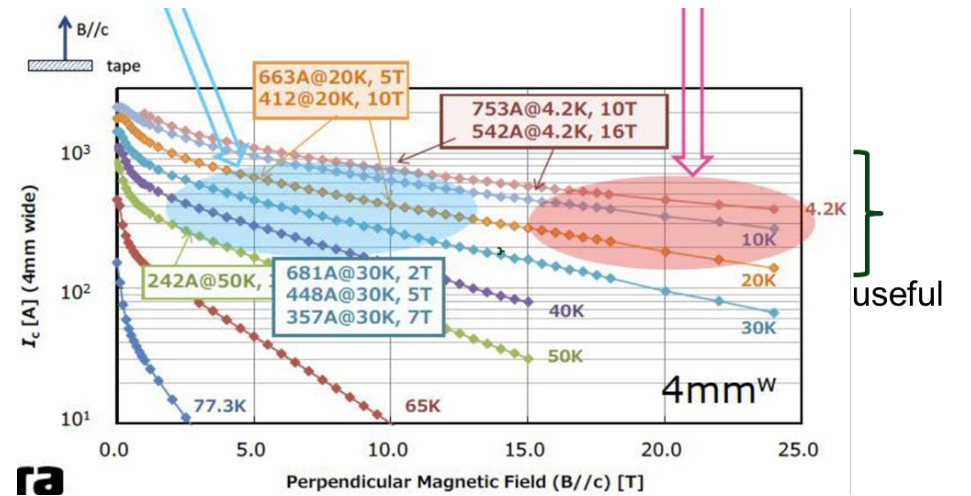 B//c
tape
663A@20K, 5T
412@20K, 10T
753A@4.2K, 10T
542A@4.2K, 16T
10³
10²
10¹
Ic [A] (4mm wide)
242A@50K,
681A@30K, 2T
448A@30K, 5T
357A@30K, 7T
4.2K
10K
20K
30K
40K
50K
65K
77.3K
4mmᵂ
useful
0.0 5.0 10.0 15.0 20.0 25.0
Perpendicular Magnetic Field (B//c) [T]
ra